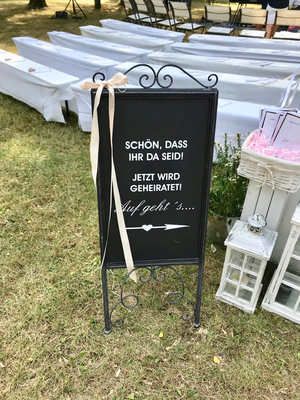 SCHÖN, DASS
IHR DA SEID!
JETZT WIRD
GEHEIRATET!
Auf geht´s....